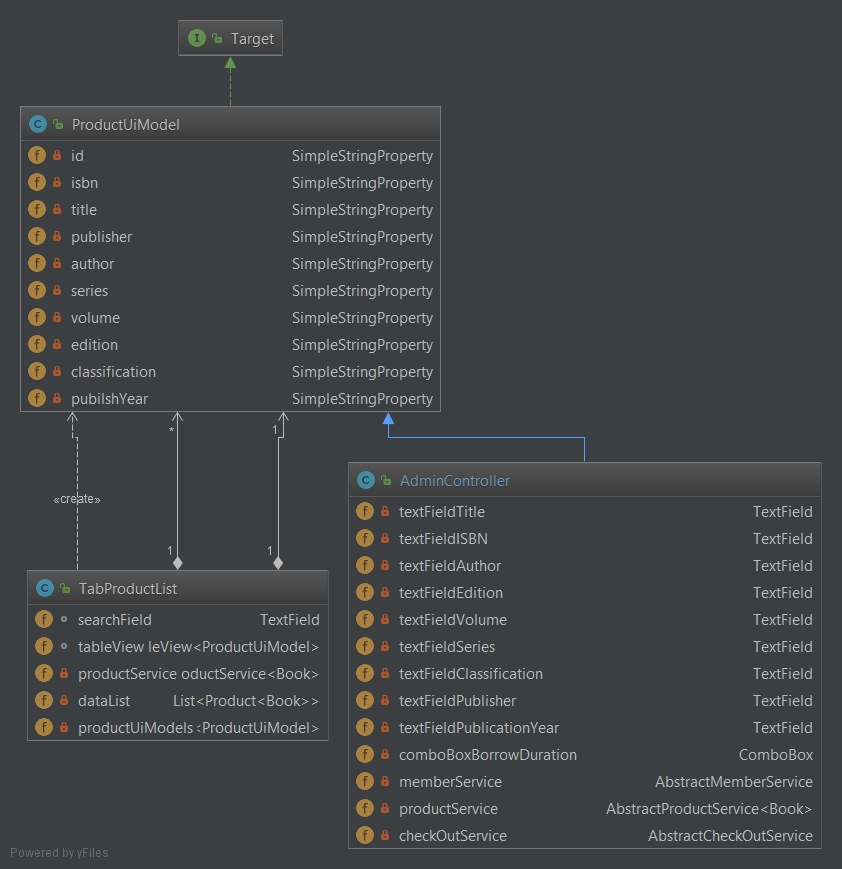 I Target
C ProductUiModel
f id SimpleStringProperty
f isbn SimpleStringProperty
f title SimpleStringProperty
f publisher SimpleStringProperty
f author SimpleStringProperty
f series SimpleStringProperty
f volume SimpleStringProperty
f edition SimpleStringProperty
f classification SimpleStringProperty
f pubilshYear SimpleStringProperty
* 1
«create»
1 1
C AdminController
f textFieldTitle TextField
f textFieldISBN TextField
f textFieldAuthor TextField
f textFieldEdition TextField
f textFieldVolume TextField
f textFieldSeries TextField
f textFieldClassification TextField
f textFieldPublisher TextField
f textFieldPublicationYear TextField
f comboBoxBorrowDuration ComboBox
f memberService AbstractMemberService
f productService AbstractProductService<Book>
f checkOutService AbstractCheckOutService
C TabProductList
f searchField TextField
f tableView leView<ProductUiModel>
f productService oductService<Book>
f dataList List<Product<Book>>
f productUiModels <ProductUiModel>
Powered by yFiles